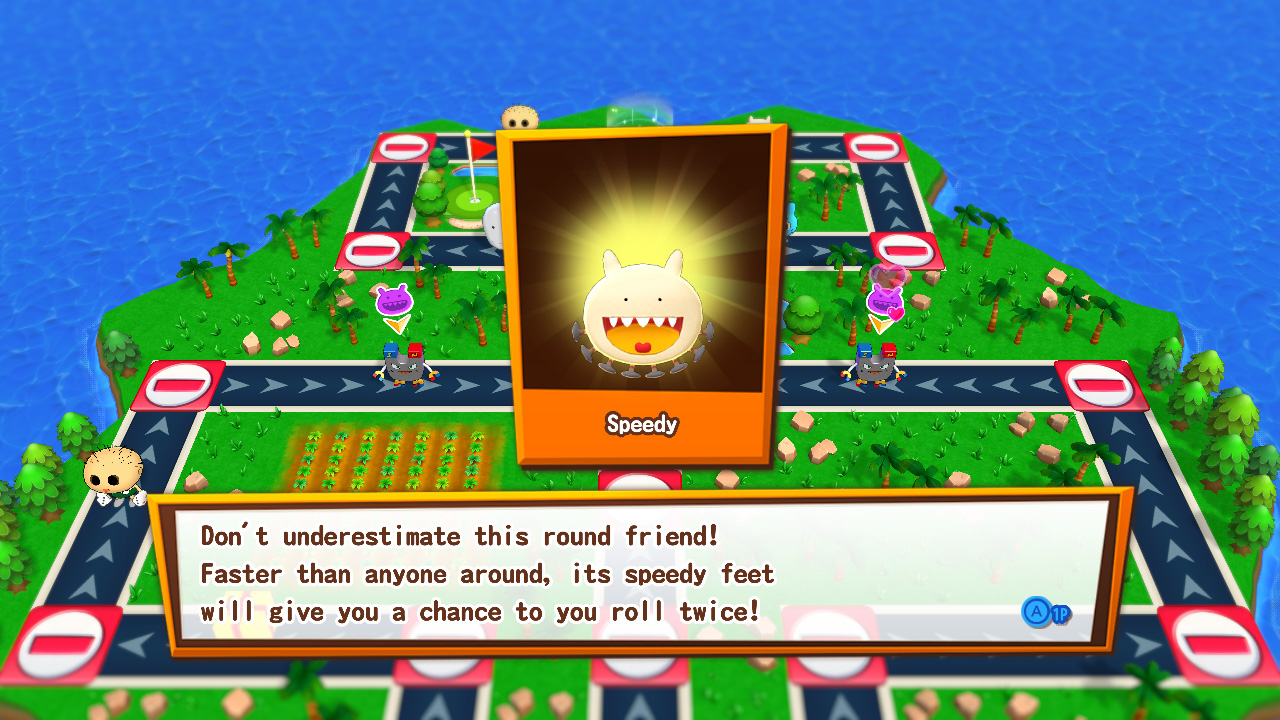 Speedy
Don't underestimate this round friend!
Faster than anyone around, its speedy feet
will give you a chance to you roll twice!
A 1P